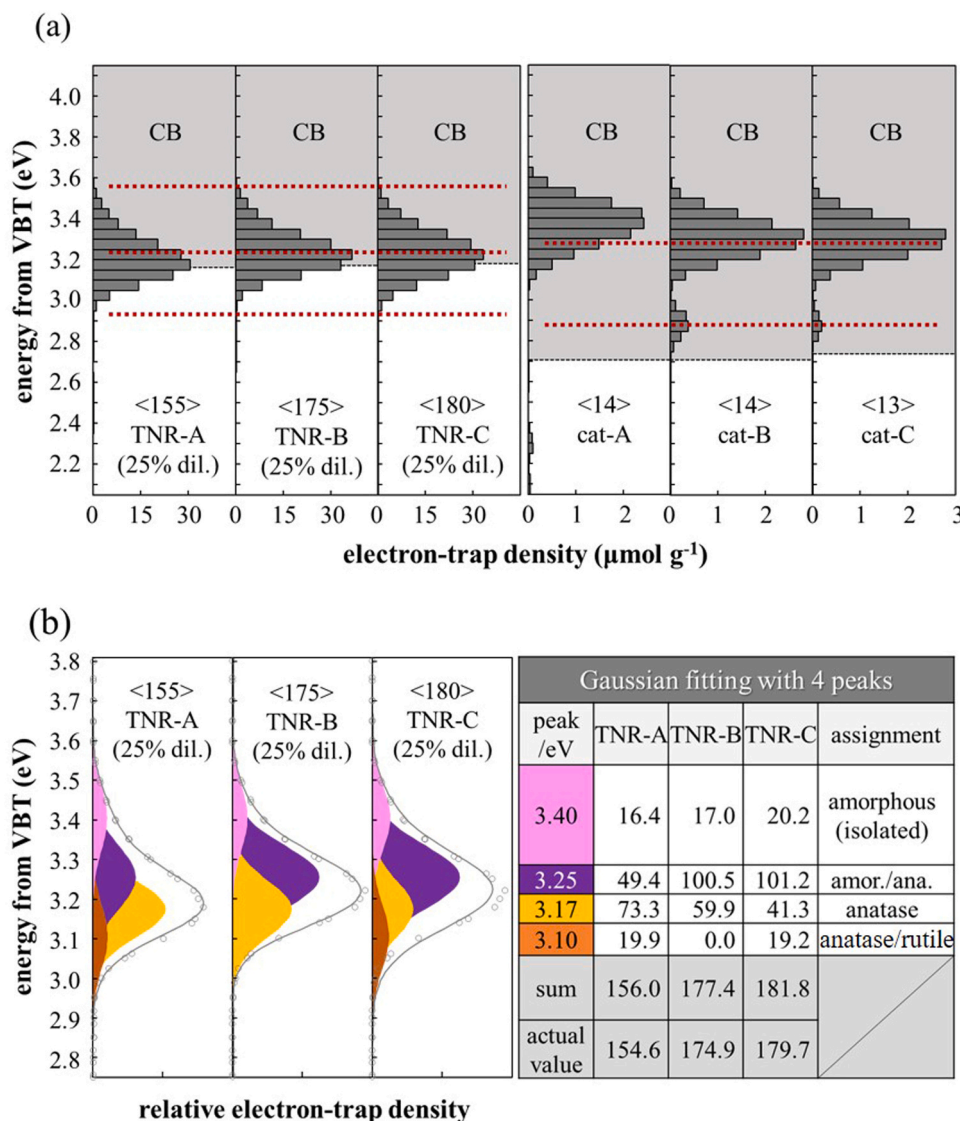 (a)
energy from VBT (eV)
4.0
3.8
3.6
3.4
3.2
3.0
2.8
2.6
2.4
2.2
CB
CB
CB
CB
CB
CB
<155>
TNR-A
(25% dil.)
<175>
TNR-B
(25% dil.)
<180>
TNR-C
(25% dil.)
<14>
cat-A
<14>
cat-B
<13>
cat-C
0 30 0 30 0 30 0 2 0 2 0 1 2 3
electron-trap density (μmol g-1)
(b)
energy from VBT (eV)
3.8
3.7
3.6
3.5
3.4
3.3
3.2
3.1
3.0
2.9
2.8
<155>
TNR-A
(25% dil.)
<175>
TNR-B
(25% dil.)
<180>
TNR-C
(25% dil.)
relative electron-trap density
Gaussian fitting with 4 peaks
peak
/eV
TNR-A TNR-B TNR-C assignment
3.40 16.4 17.0 20.2 amorphous
(isolated)
3.25 49.4 100.5 101.2 amor./ana.
3.17 73.3 59.9 41.3 anatase
3.10 19.9 0.0 19.2 anatase/rutile
sum 156.0 177.4 181.8
actual
value
154.6 174.9 179.7